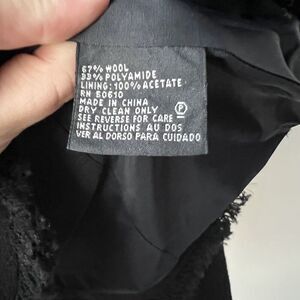 67% WOOL
33% POLYAMIDE
LINING: 100% ACETATE
RN 50610
MADE IN CHINA
DRY CLEAN ONLY
P
SEE REVERSE FOR CARE
INSTRUCTIONS AU DOS
VER AL DORSO PARA CUIDADO